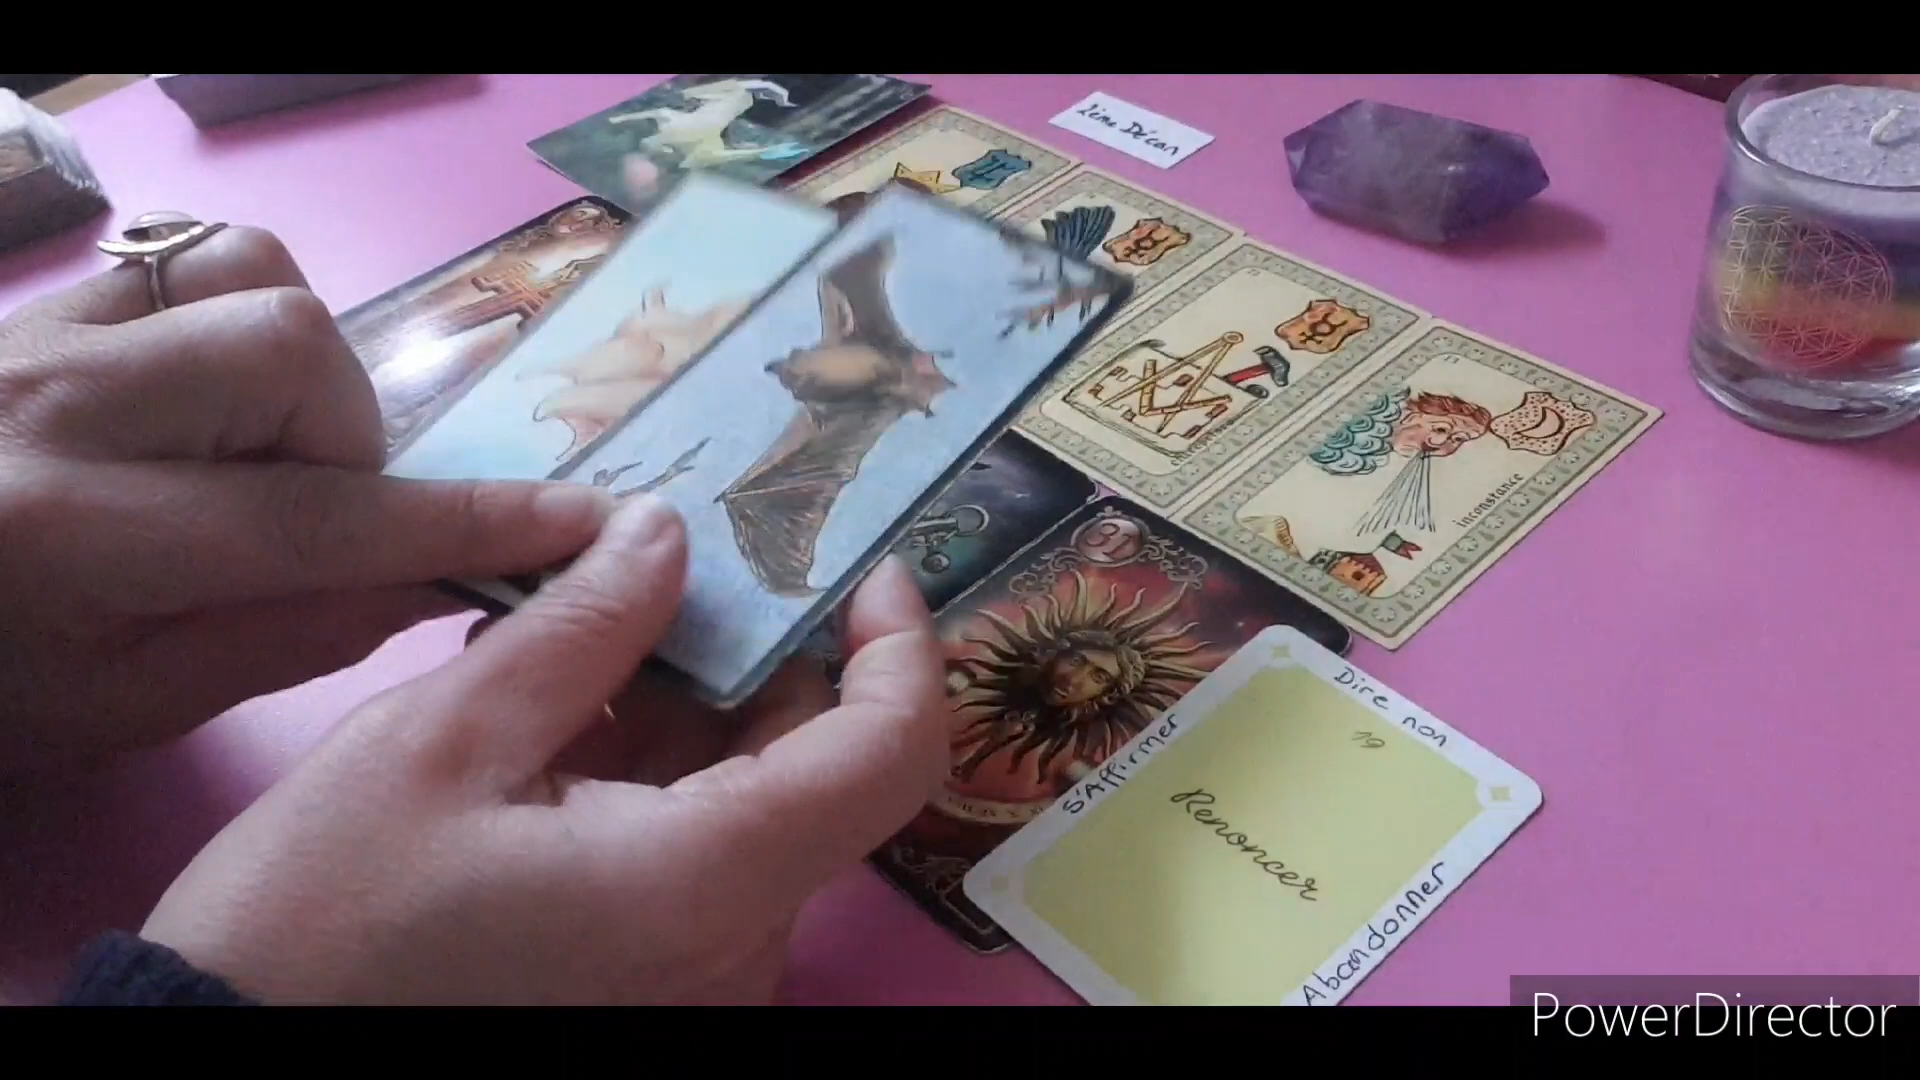 2ème Décan
inconstance
31
Dire non
19
S'Affirmer
Renoncer
Abandonner
PowerDirector